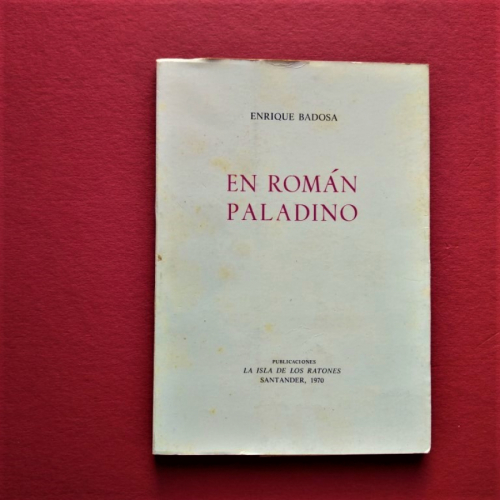 ENRIQUE BADOSA
EN ROMÁN
PALADINO
PUBLICACIONES
LA ISLA DE LOS RATONES
SANTANDER, 1970